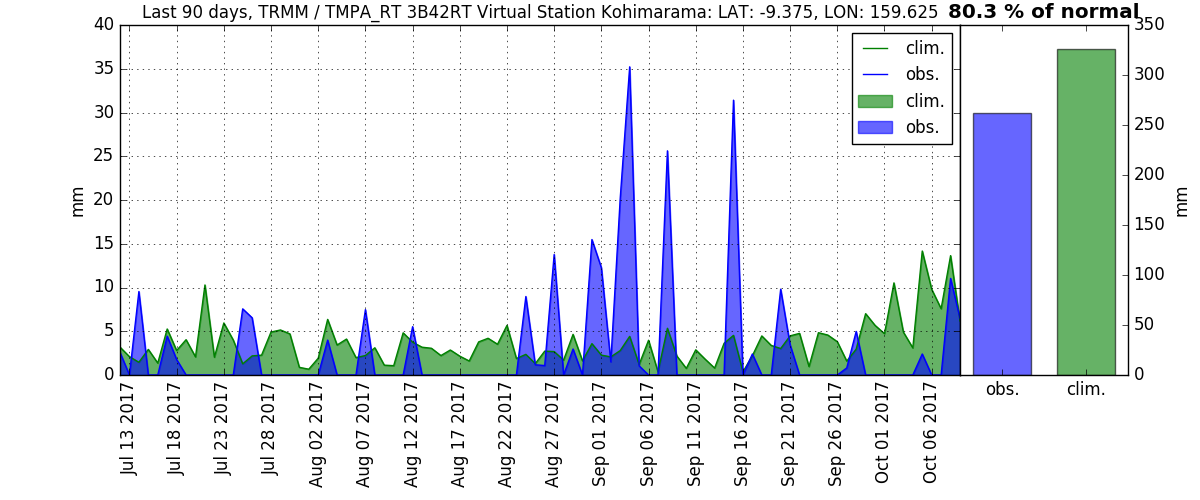 Last 90 days, TRMM / TMPA_RT 3B42RT Virtual Station Kohimarama: LAT: -9.375, LON: 159.625 80.3 % of normal
40
35
30
25
20
15
10
5
0
mm
clim.
obs.
clim.
obs.
350
300
250
200
150
100
50
0
mm
Jul 13 2017
Jul 18 2017
Jul 23 2017
Jul 28 2017
Aug 02 2017
Aug 07 2017
Aug 12 2017
Aug 17 2017
Aug 22 2017
Aug 27 2017
Sep 01 2017
Sep 06 2017
Sep 11 2017
Sep 16 2017
Sep 21 2017
Sep 26 2017
Oct 01 2017
Oct 06 2017
obs.
clim.